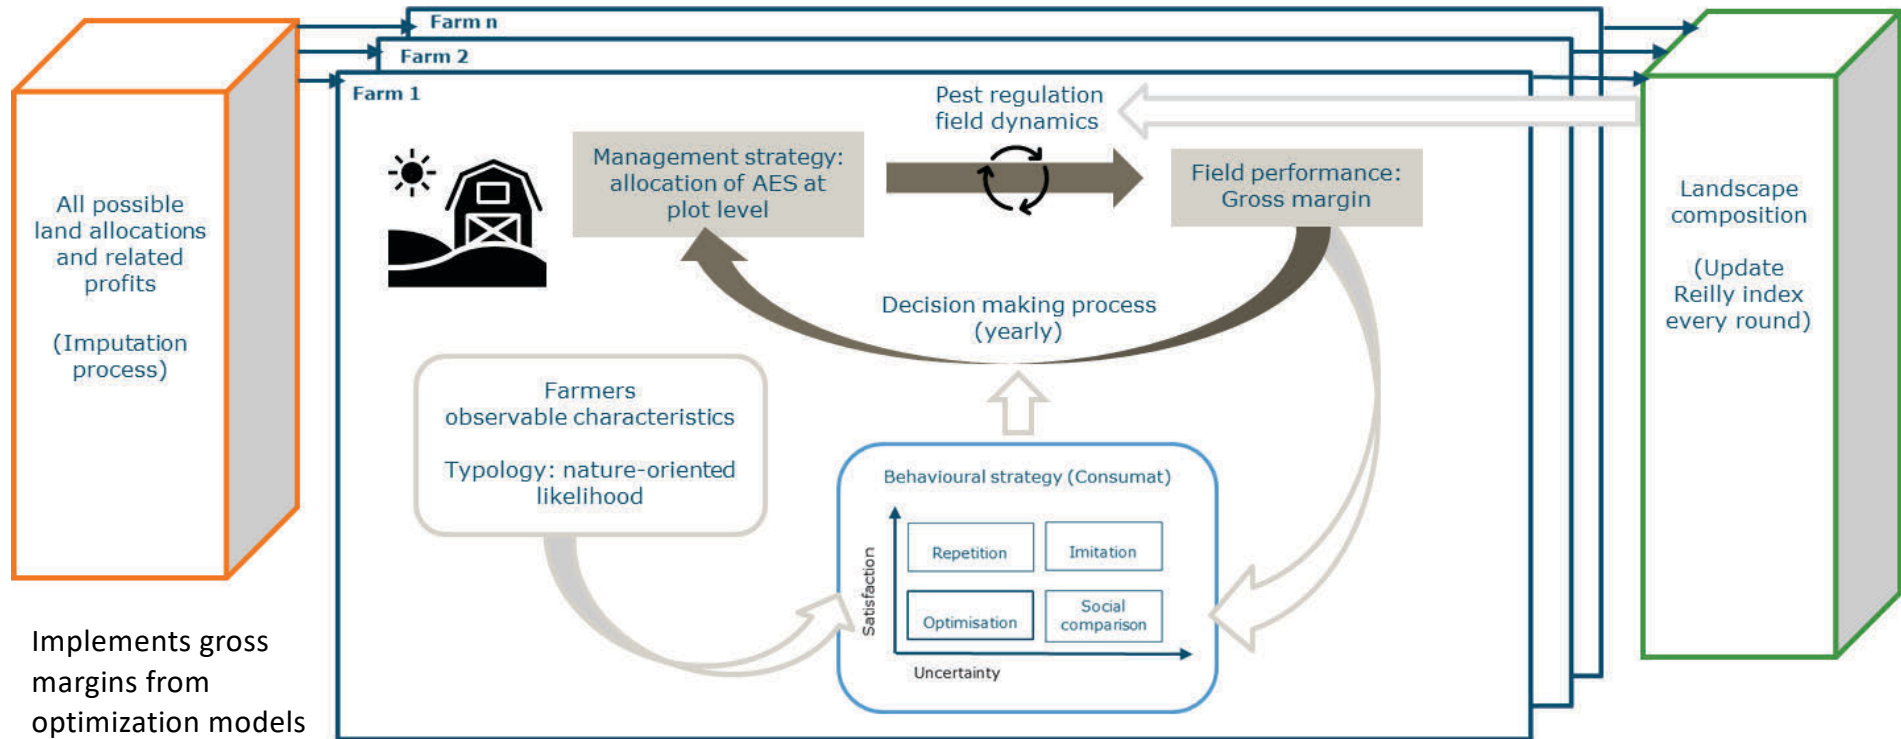 Farm n
Farm 2
Farm 1
All possible
land allocations
and related
profits
(Imputation
process)
Implements gross
margins from
optimization models
Management strategy:
allocation of AES at
plot level
Pest regulation
field dynamics
Field performance:
Gross margin
Decision making process
(yearly)
Farmers
observable characteristics
Typology: nature-oriented
likelihood
Behavioural strategy (Consumat)
Satisfaction
Repetition
Imitation
Optimisation
Social
comparison
Uncertainty
Landscape
composition
(Update
Reilly index
every round)